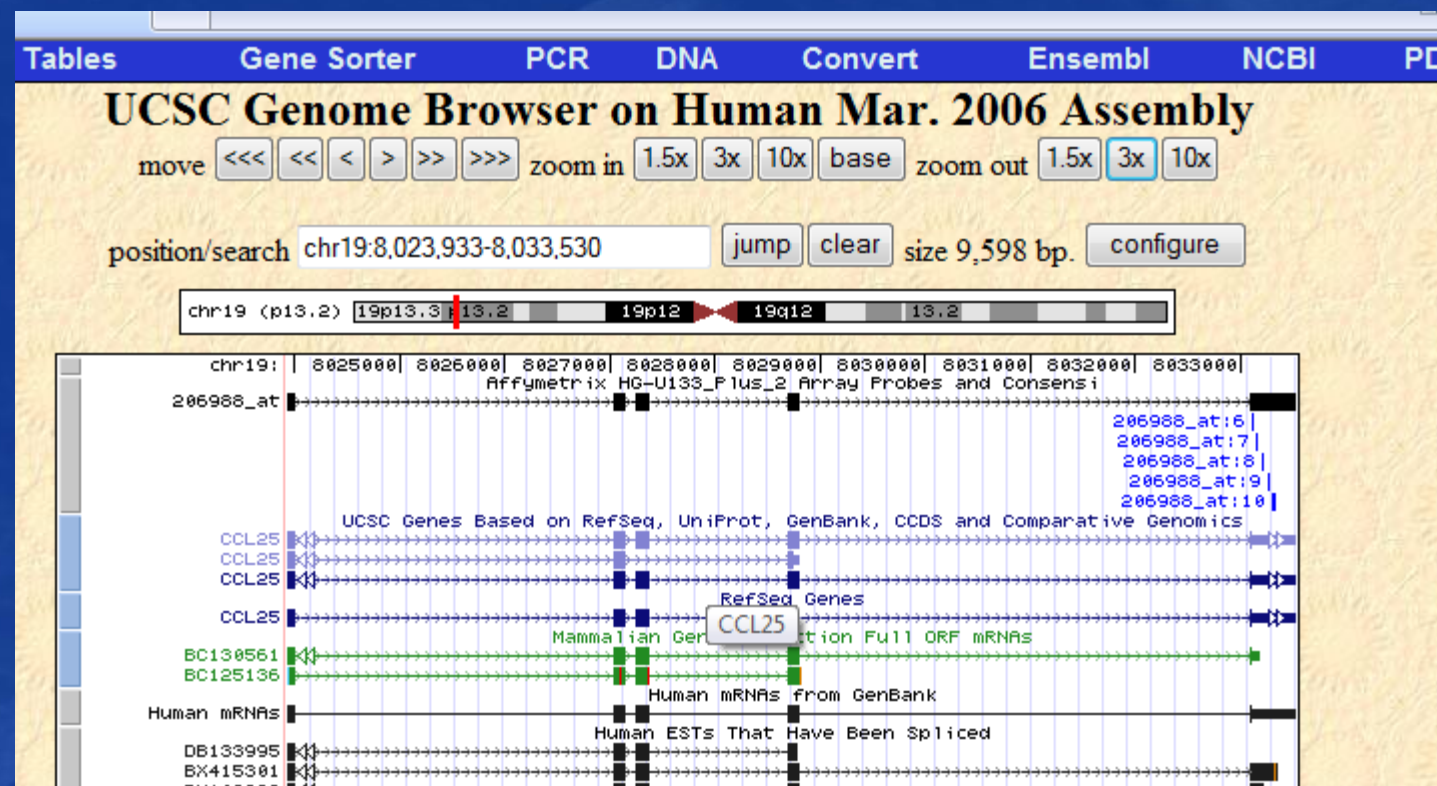 Tables Gene Sorter PCR DNA Convert Ensembl NCBI
UCSC Genome Browser on Human Mar. 2006 Assembly
move <<< << < > >> >>> zoom in 1.5x 3x 10x base zoom out 1.5x 3x 10x
position/search chr19:8,023,933-8,033,530 jump clear size 9,598 bp. configure
chr19 (p13.2) 19p13.3 13.2 19p12 19q12 13.2
chr19: | 8025000| 8026000| 8027000| 8028000| 8029000| 8030000| 8031000| 8032000| 8033000|
Affymetrix HG-U133_Plus_2 Array Probes and Consensi
206988_at
206988_at:6
206988_at:7
206988_at:8
206988_at:9
206988_at:10
UCSC Genes Based on RefSeq, UniProt, GenBank, CCDS and Comparative Genomics
CCL25
CCL25
CCL25
RefSeq Genes
CCL25
CCL25
Mammalian Gen ction Full ORF mRNAs
BC130561
BC125136
Human mRNAs from GenBank
Human mRNAs
Human ESTs That Have Been Spliced
DB133995
BX415301